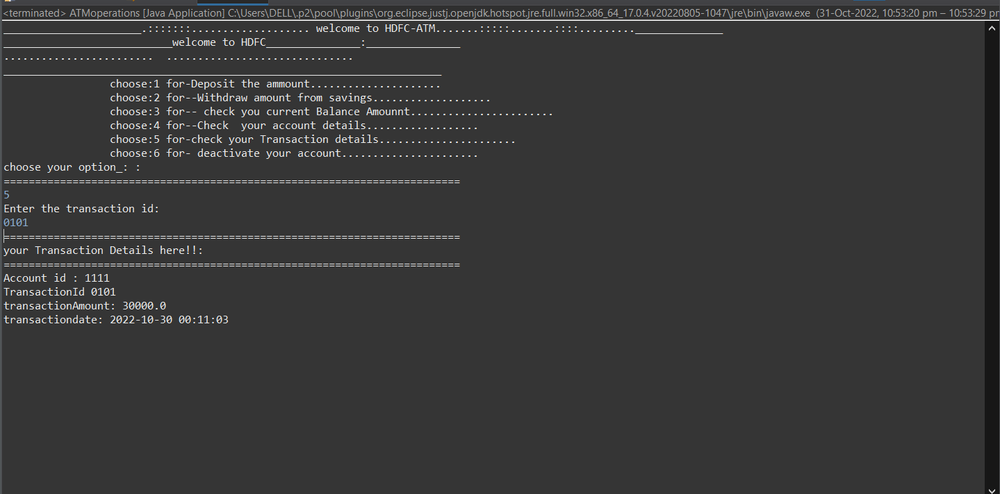 <terminated> ATMoperations [Java Application] C:\Users\DELL\.p2\pool\plugins\org.eclipse.justj.openjdk.hotspot.jre.full.win32.x86_64_17.0.4.v20220805-1047\jre\bin\javaw.exe (31-Oct-2022, 10:53:20 pm – 10:53:29 pm
______________________.:::::::................... welcome to HDFC-ATM.......:::::.......::::.........______________
___________________________welcome to HDFC_______________:_______________
........................  ..............................
______________________________________________________________________
choose:1 for-Deposit the ammount.....................
choose:2 for--Withdraw amount from savings...................
choose:3 for-- check you current Balance Amounnt.......................
choose:4 for--Check  your account details..................
choose:5 for-check your Transaction details......................
choose:6 for- deactivate your account......................
choose your option_: :
=========================================================================
5
Enter the transaction id:
0101
=========================================================================
your Transaction Details here!!:
=========================================================================
Account id : 1111
TransactionId 0101
transactionAmount: 30000.0
transactiondate: 2022-10-30 00:11:03